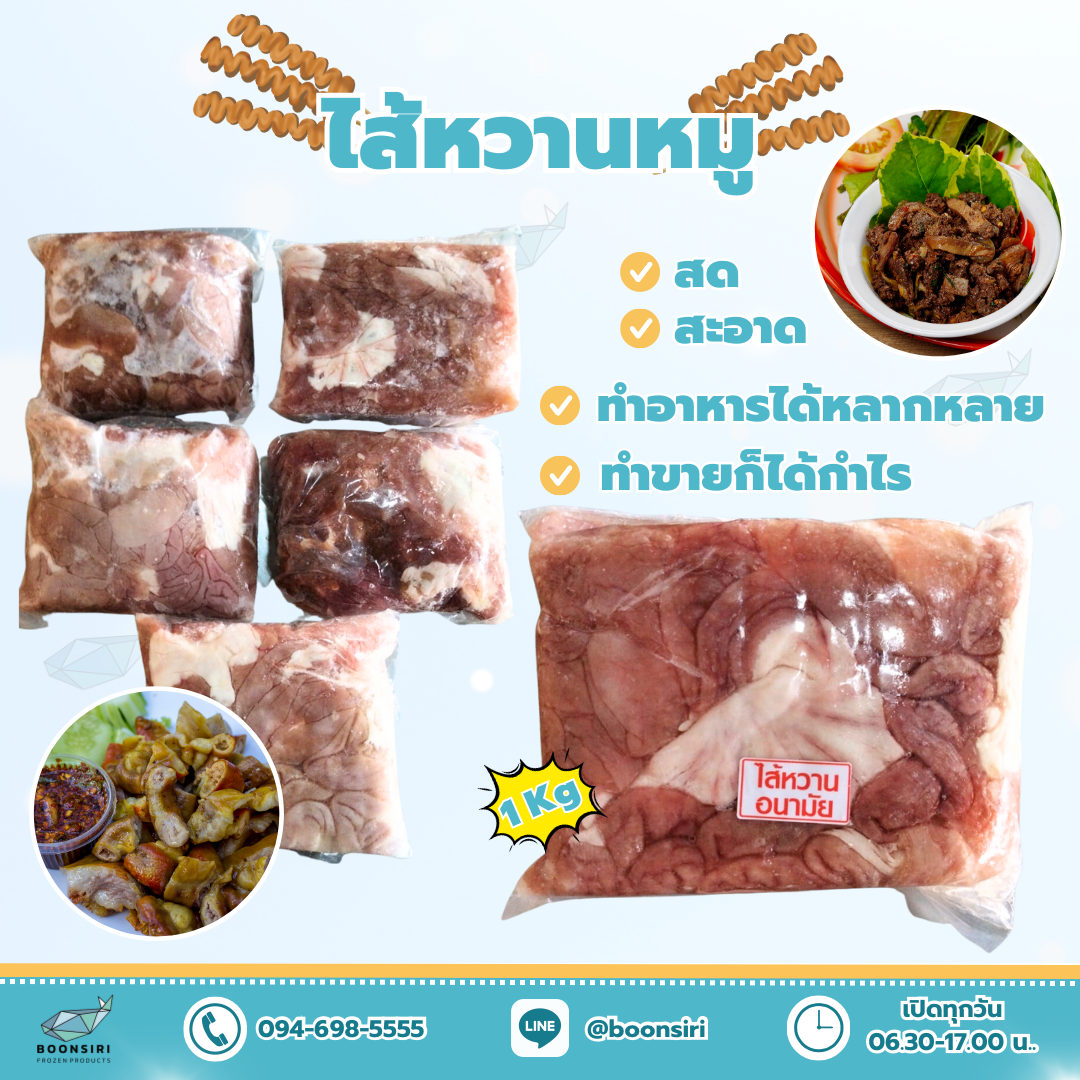 ไส้หวานหมู
สด
สะอาด
ทำอาหารได้หลากหลาย
ทำขายก็ได้กำไร
1 Kg
ไส้หวาน
อนามัย
BOONSIRI
FROZEN PRODUCTS
094-698-5555
LINE
@boonsiri
เปิดทุกวัน
06.30-17.00 น..